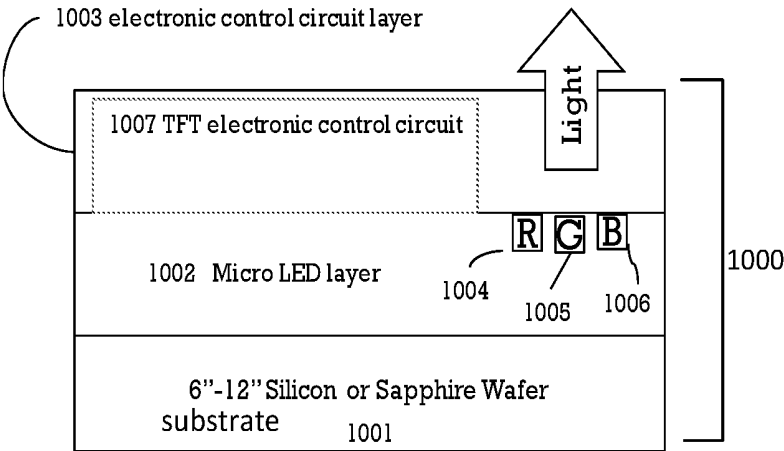 1003 electronic control circuit layer
Light
1007 TFT electronic control circuit
R G B
1002 Micro LED layer
1004
1005
1006
1000
6”-12” Silicon or Sapphire Wafer
substrate 1001